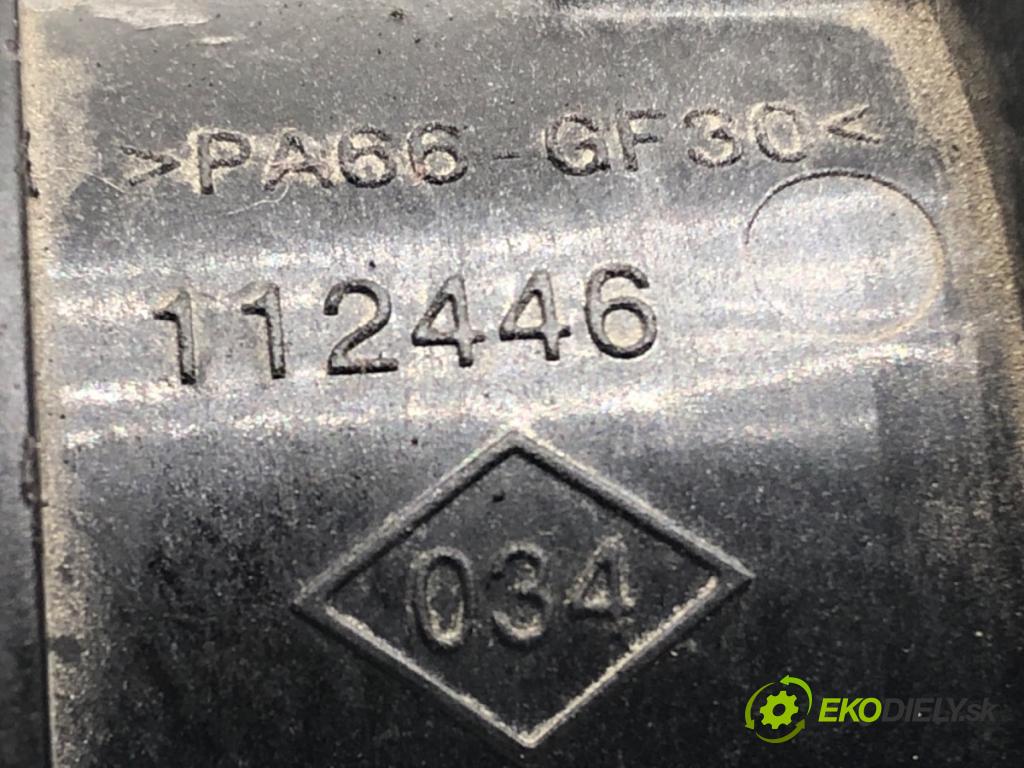 >PA66-GF30<
112446
034
EKODIELY.sk